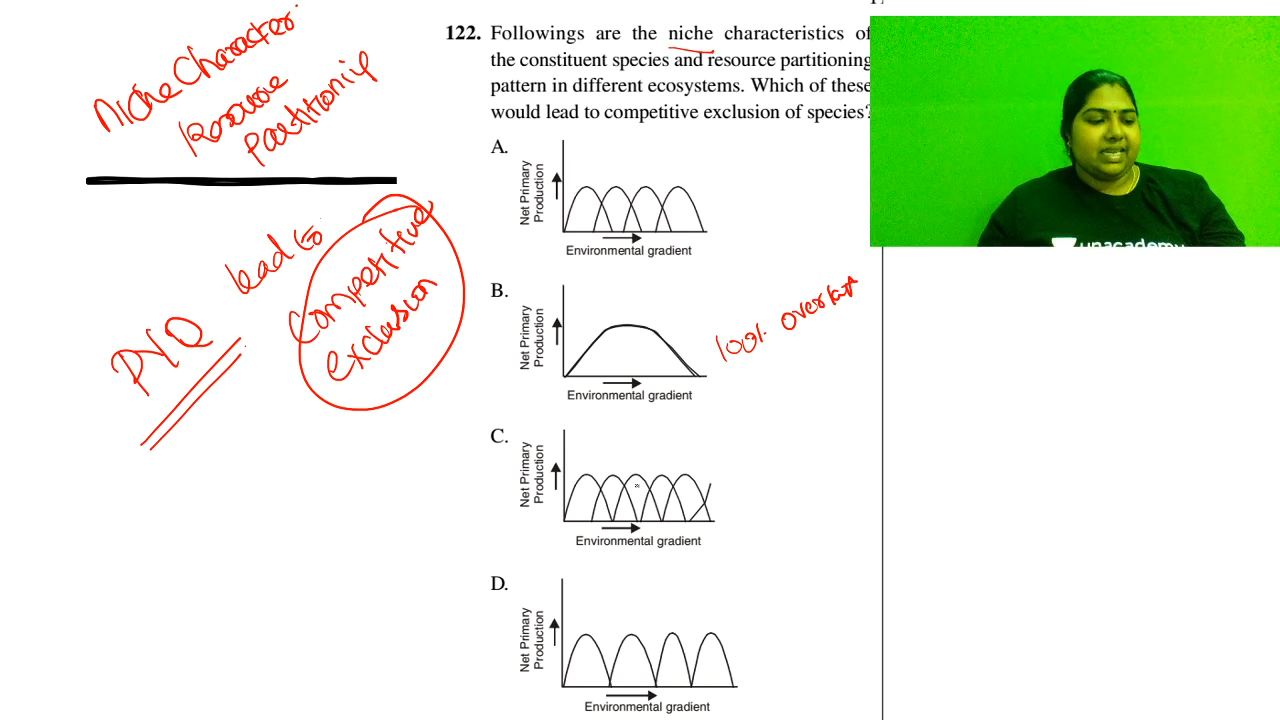 Niche Character
Resource
Partitioning
lead to
Competitive
exclusion
PYQ
122. Followings are the niche characteristics of
the constituent species and resource partitioning
pattern in different ecosystems. Which of these
would lead to competitive exclusion of species?
A.
Net Primary
Production
Environmental gradient
B.
Net Primary
Production
Environmental gradient
100% overlap
C.
Net Primary
Production
Environmental gradient
D.
Net Primary
Production
Environmental gradient
unacademy